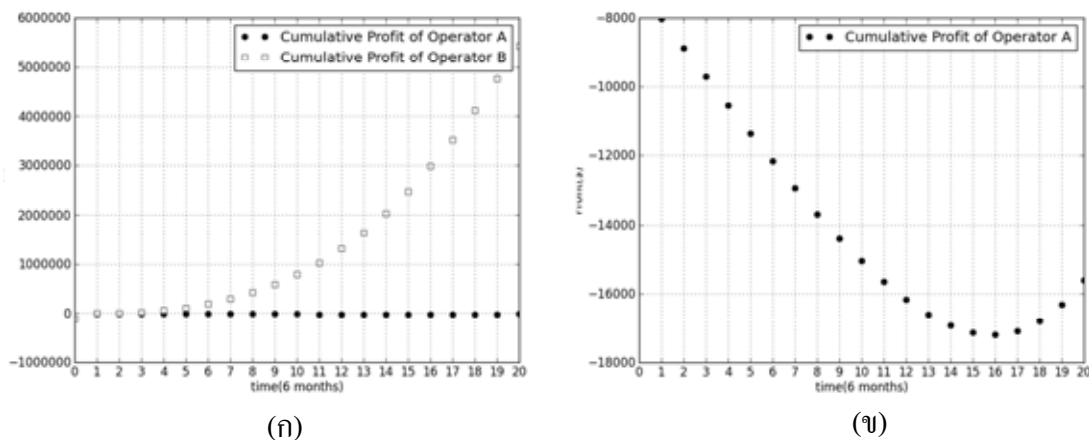 6000000
5000000
4000000
3000000
2000000
1000000
0
−1000000
Cumulative Profit of Operator A
Cumulative Profit of Operator B
0 1 2 3 4 5 6 7 8 9 10 11 12 13 14 15 16 17 18 19 20
time(6 months)
(ก)
−8000
−10000
−12000
−14000
−16000
−18000
Cumulative Profit of Operator A
0 1 2 3 4 5 6 7 8 9 10 11 12 13 14 15 16 17 18 19 20
time(6 months)
(ข)